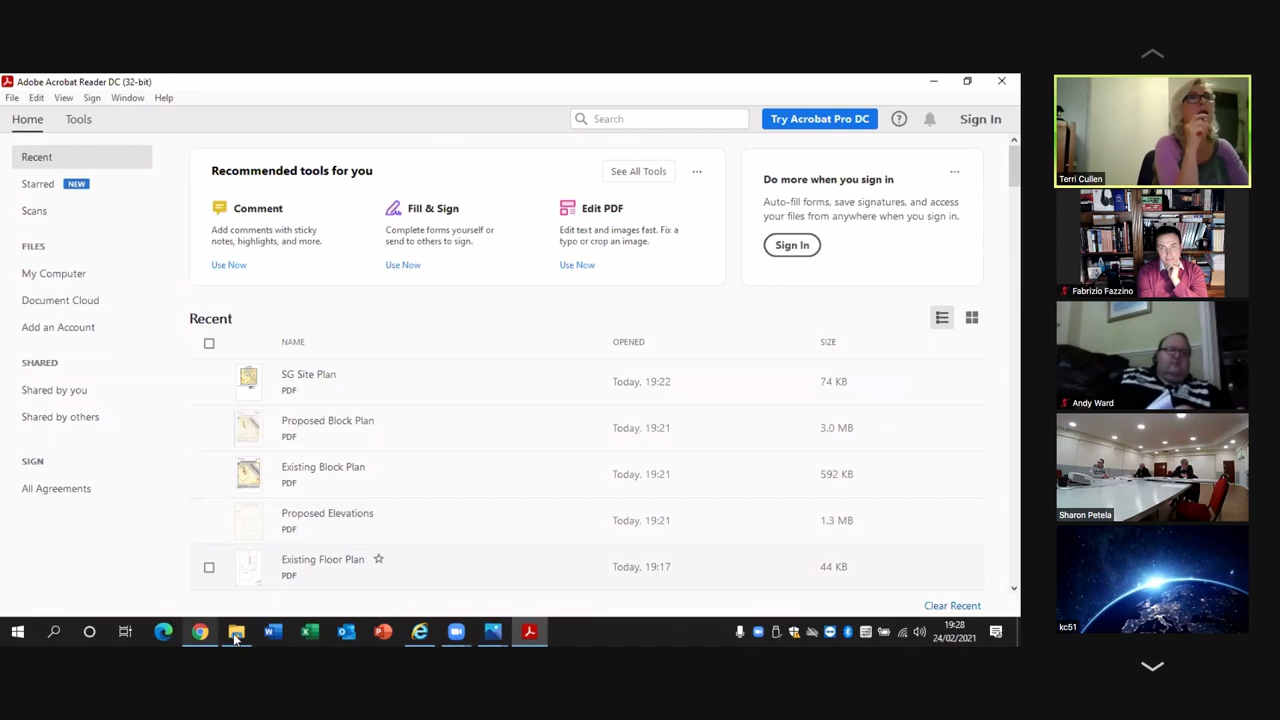 Adobe Acrobat Reader DC (32-bit)
File Edit View Sign Window Help
Home Tools
Search
Try Acrobat Pro DC
Sign In
Recent
Starred NEW
Scans
FILES
My Computer
Document Cloud
Add an Account
SHARED
Shared by you
Shared by others
SIGN
All Agreements
Recommended tools for you
See All Tools
Comment
Add comments with sticky
notes, highlights, and more.
Use Now
Fill & Sign
Complete forms yourself or
send to others to sign.
Use Now
Edit PDF
Edit text and images fast. Fix a
typo or crop an image.
Use Now
Do more when you sign in
Auto-fill forms, save signatures, and access
your files from anywhere when you sign in.
Sign In
Recent
NAME OPENED SIZE
SG Site Plan
PDF
Today, 19:22 74 KB
Proposed Block Plan
PDF
Today, 19:21 3.0 MB
Existing Block Plan
PDF
Today, 19:21 592 KB
Proposed Elevations
PDF
Today, 19:21 1.3 MB
Existing Floor Plan
PDF
Today, 19:17 44 KB
Clear Recent
19:28
24/02/2021
Terri Cullen
Fabrizio Fazzino
Andy Ward
Sharon Petela
kc51